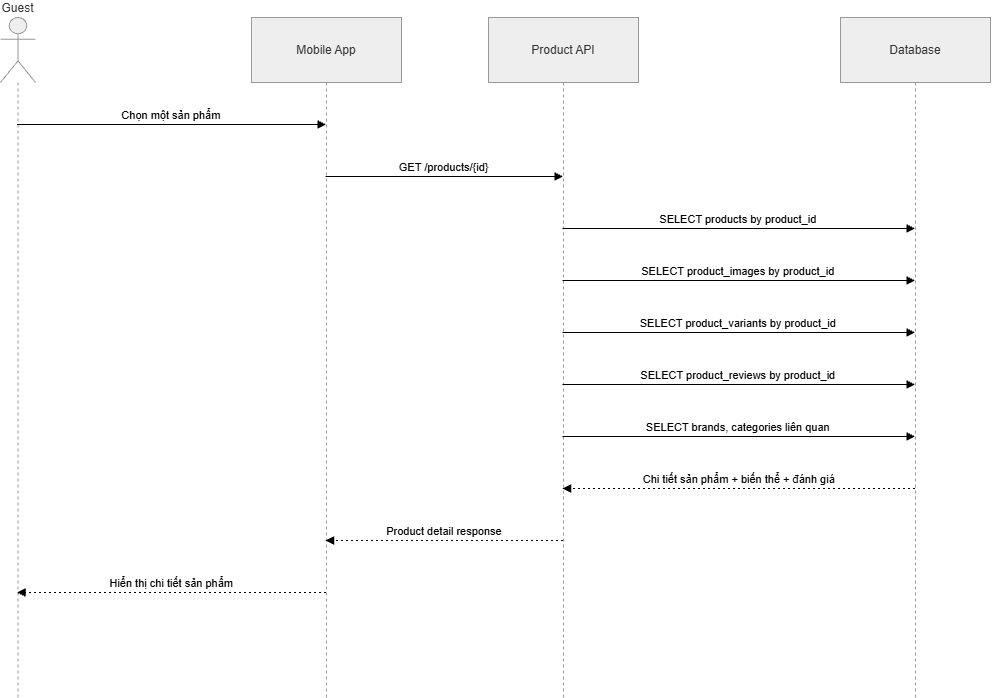 Guest
Mobile App
Product API
Database
Chọn một sản phẩm
GET /products/{id}
SELECT products by product_id
SELECT product_images by product_id
SELECT product_variants by product_id
SELECT product_reviews by product_id
SELECT brands, categories liên quan
Chi tiết sản phẩm + biến thể + đánh giá
Product detail response
Hiển thị chi tiết sản phẩm